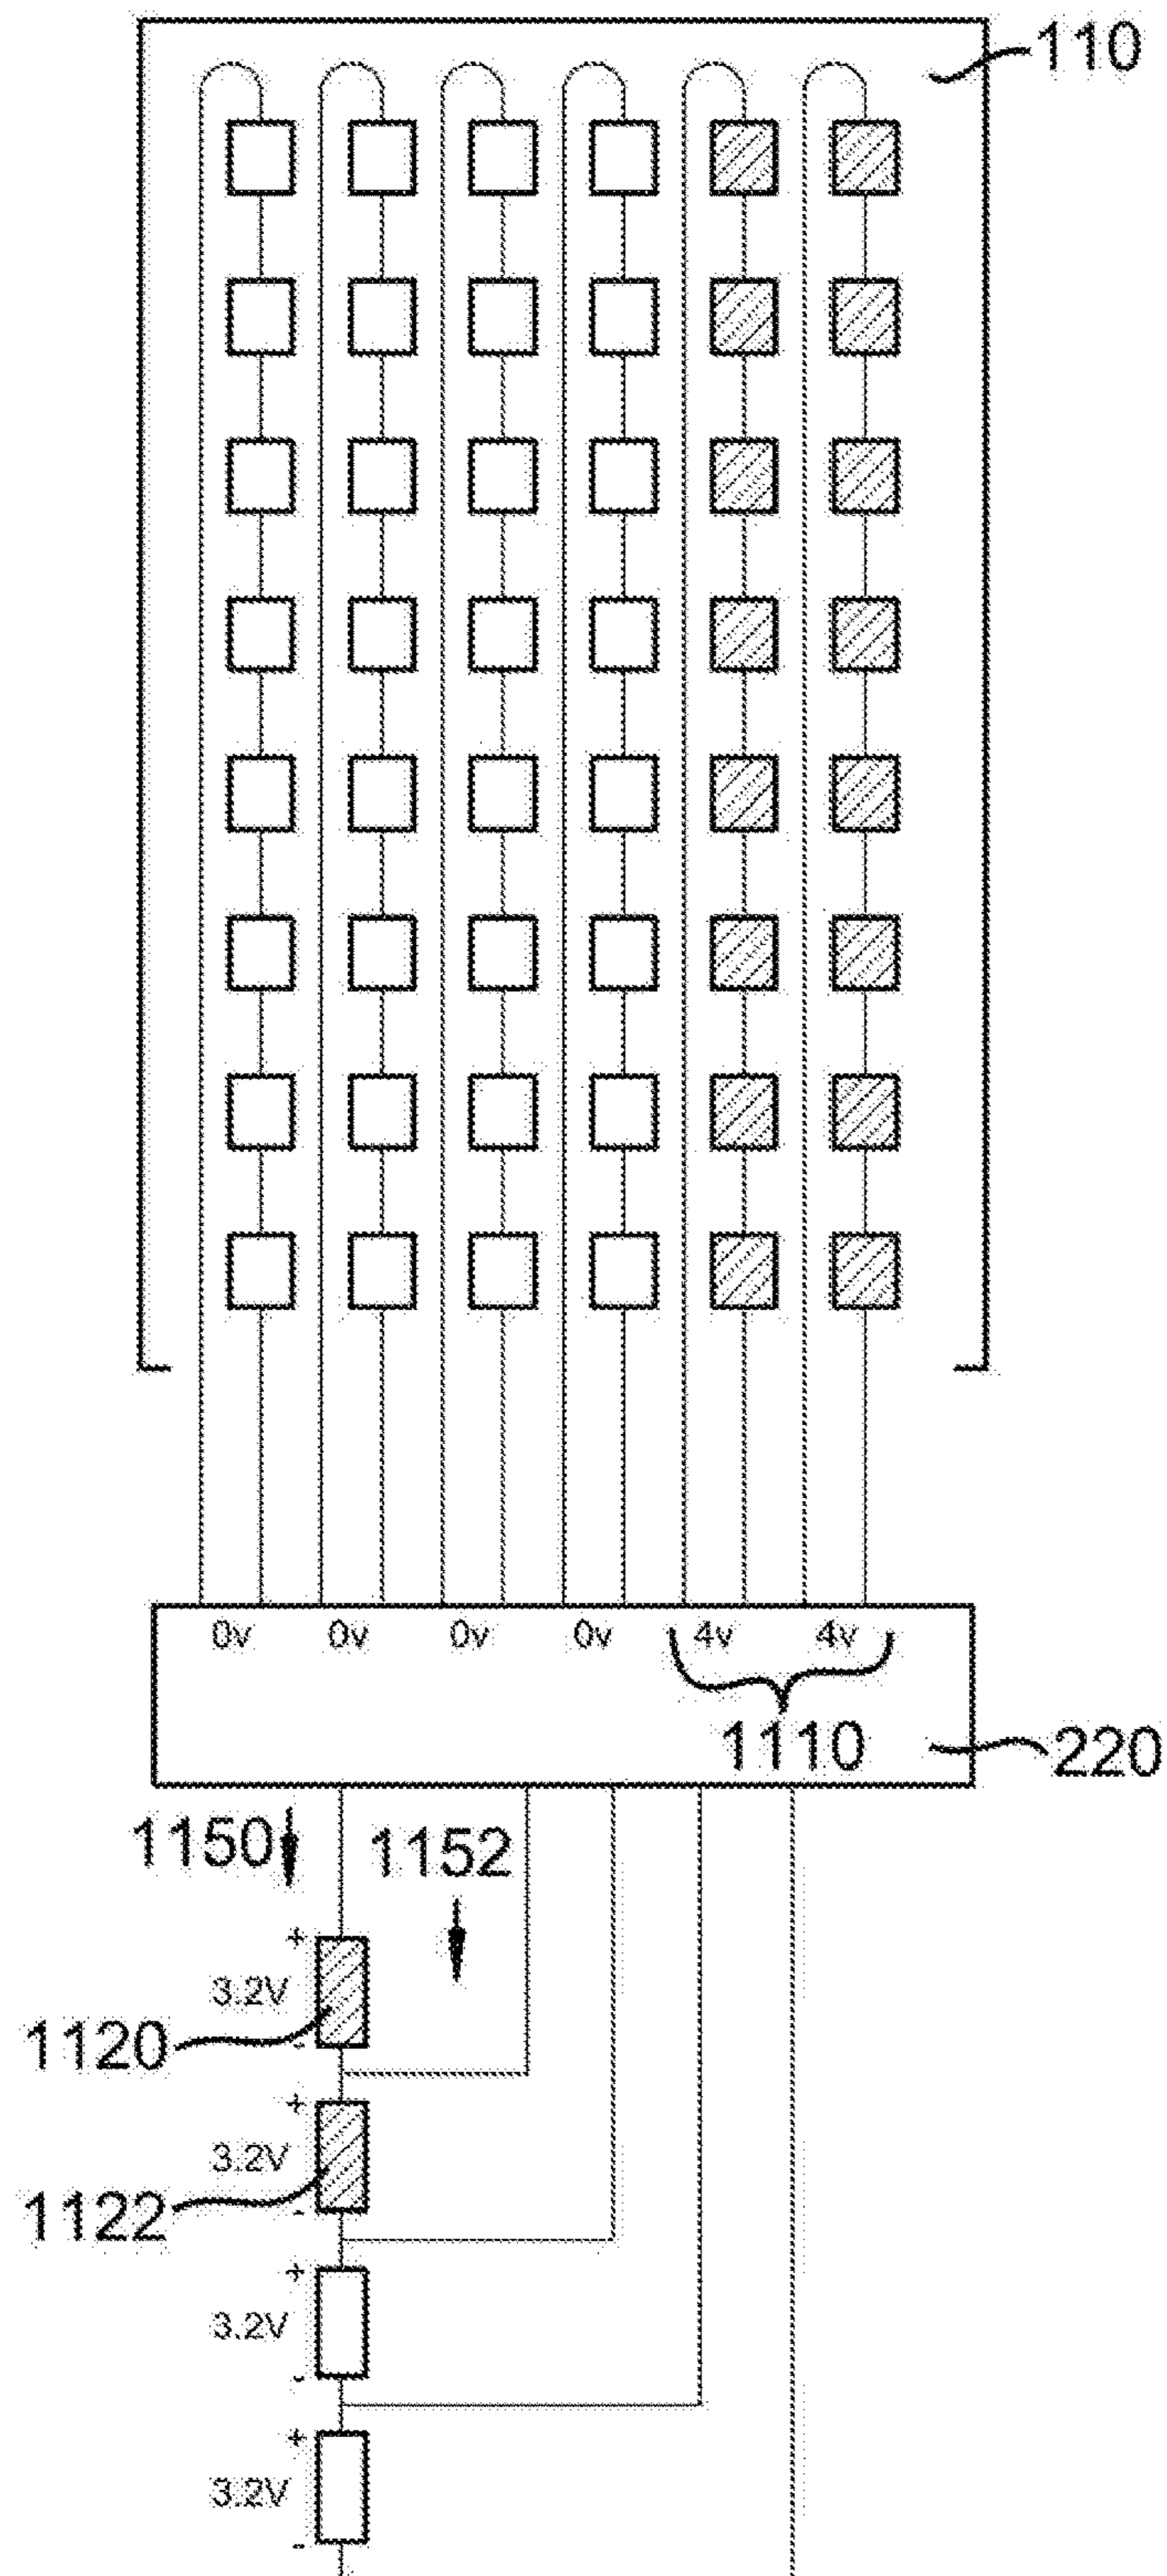 110
0v 0v 0v 0v 4v 4v
1110
220
1150 1152
+
3.2V
1120
-
+
3.2V
1122
-
+
3.2V
-
+
3.2V
-